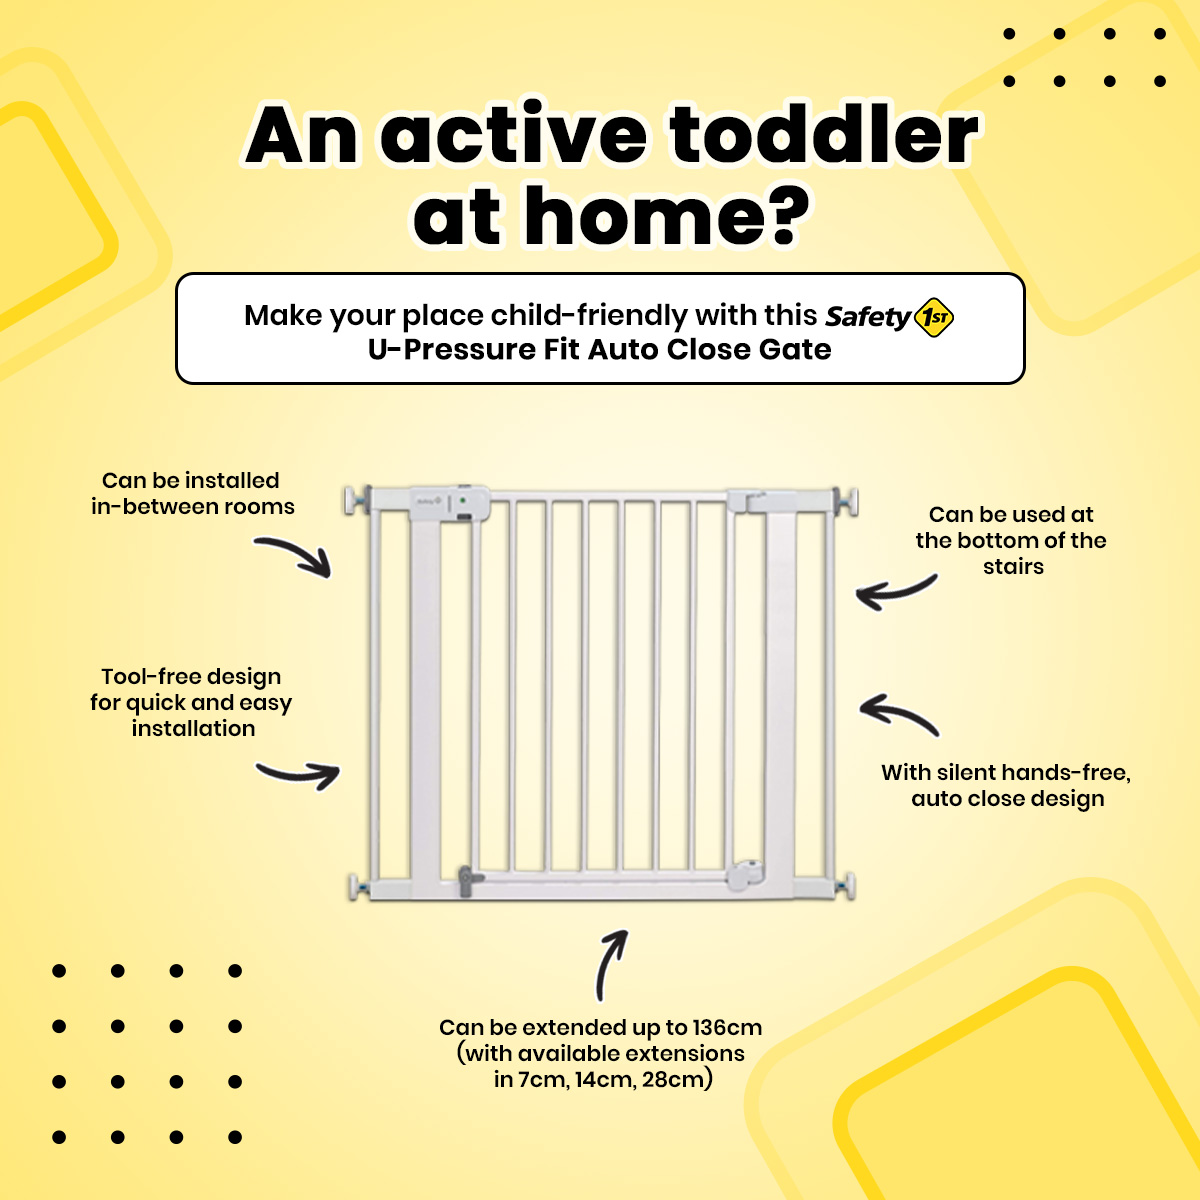 An active toddler
at home?
Make your place child-friendly with this Safety 1ST
U-Pressure Fit Auto Close Gate
Can be installed
in-between rooms
Can be used at
the bottom of the
stairs
Tool-free design
for quick and easy
installation
With silent hands-free,
auto close design
Can be extended up to 136cm
(with available extensions
in 7cm, 14cm, 28cm)